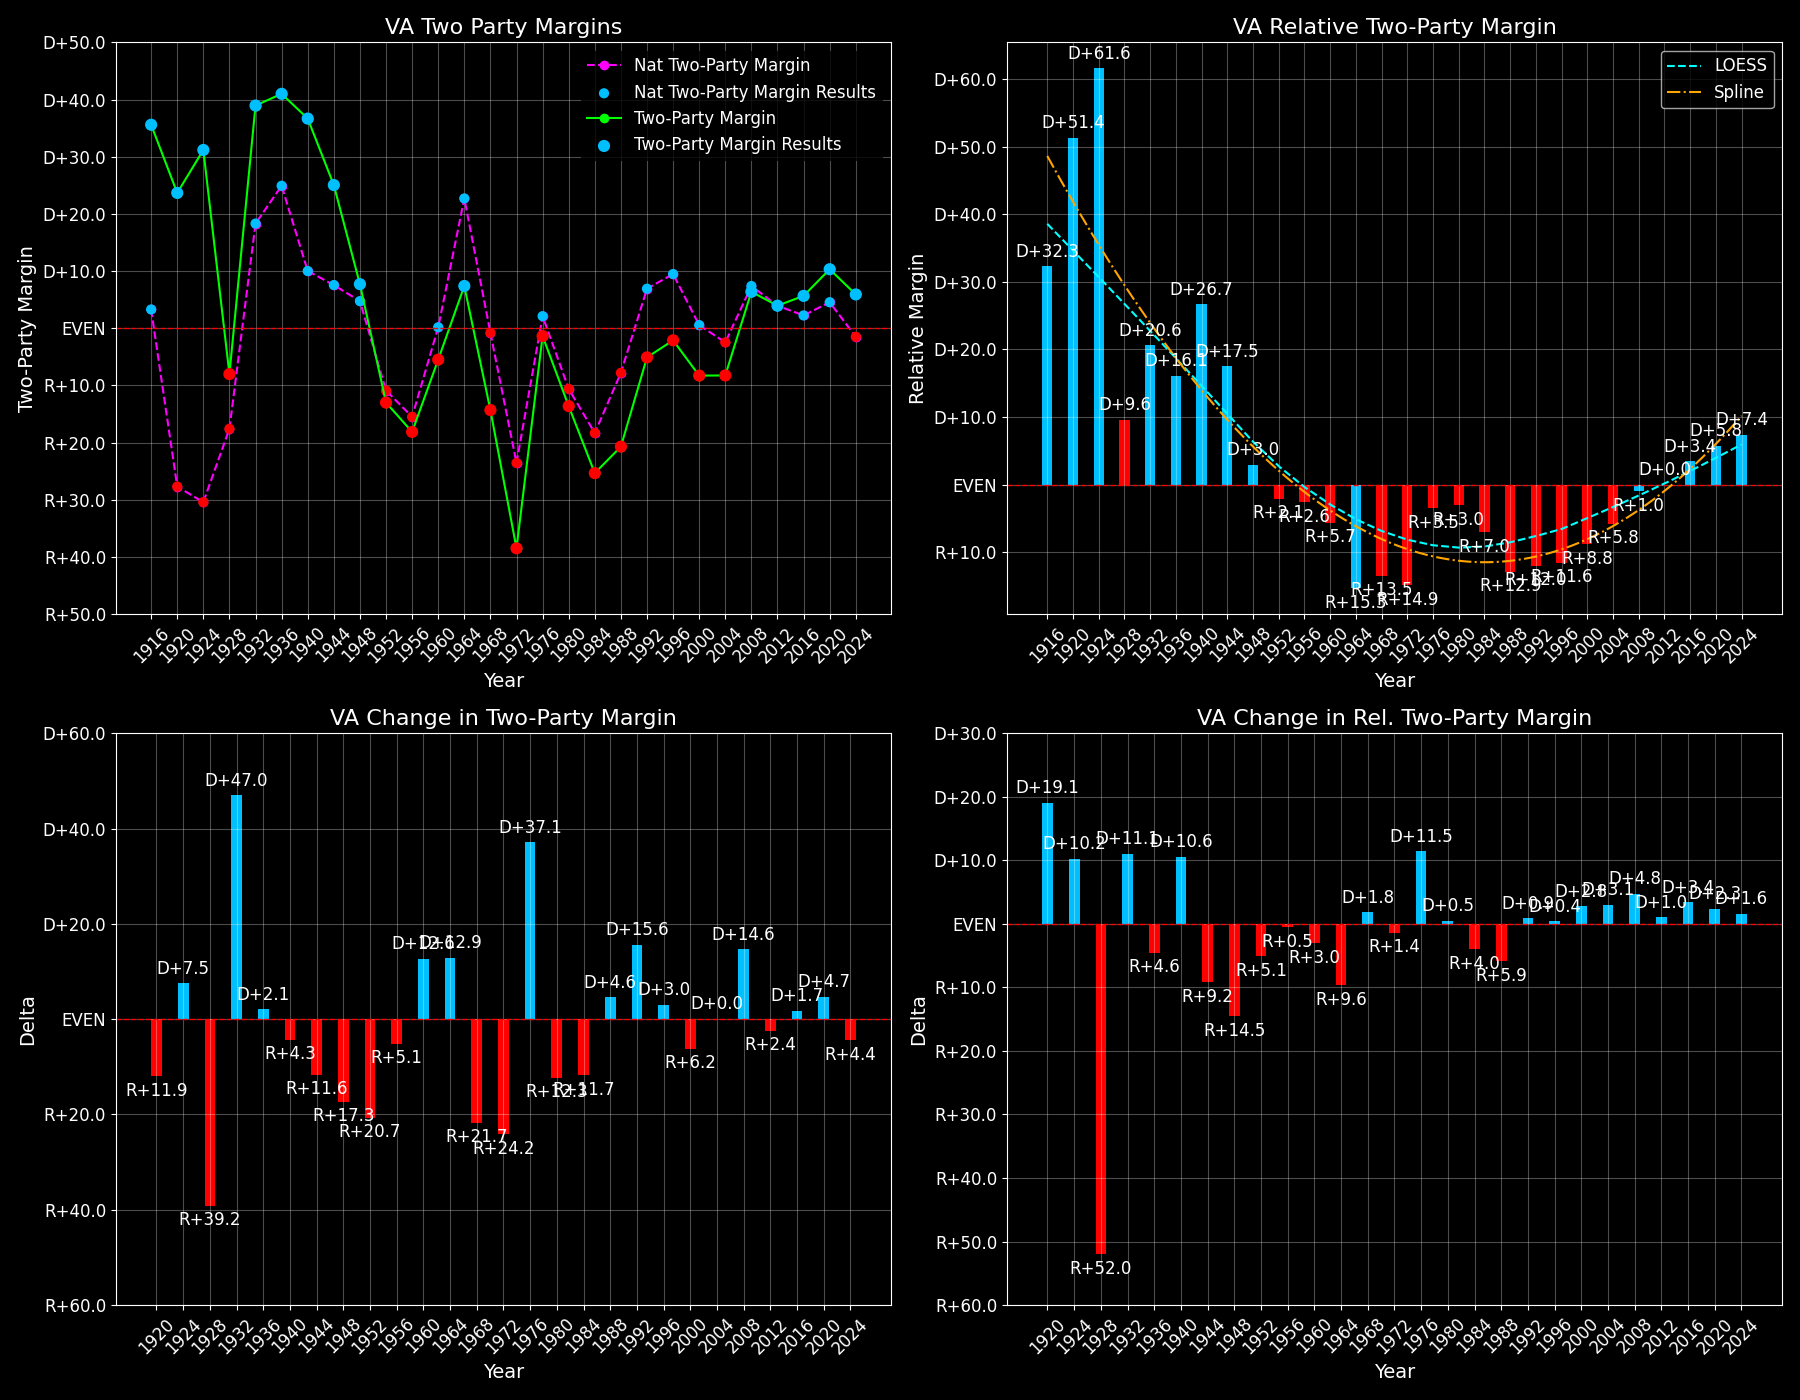 VA Two Party Margins
D+50.0
D+40.0
D+30.0
D+20.0
D+10.0
EVEN
R+10.0
R+20.0
R+30.0
R+40.0
R+50.0
Two-Party Margin
Nat Two-Party Margin
Nat Two-Party Margin Results
Two-Party Margin
Two-Party Margin Results
1916 1920 1924 1928 1932 1936 1940 1944 1948 1952 1956 1960 1964 1968 1972 1976 1980 1984 1988 1992 1996 2000 2004 2008 2012 2016 2020 2024
Year
VA Relative Two-Party Margin
D+60.0
D+50.0
D+40.0
D+30.0
D+20.0
D+10.0
EVEN
R+10.0
Relative Margin
LOESS
Spline
D+32.3
D+51.4
D+61.6
D+9.6
D+20.6
D+16.1
D+26.7
D+17.5
D+3.0
R+2.1
R+2.6
R+5.7
R+15.3
R+13.5
R+14.9
R+3.5
R+3.0
R+7.0
R+12.9
R+12.0
R+11.6
R+8.8
R+5.8
R+1.0
D+0.0
D+3.4
D+5.8
D+7.4
1916 1920 1924 1928 1932 1936 1940 1944 1948 1952 1956 1960 1964 1968 1972 1976 1980 1984 1988 1992 1996 2000 2004 2008 2012 2016 2020 2024
Year
VA Change in Two-Party Margin
D+60.0
D+40.0
D+20.0
EVEN
R+20.0
R+40.0
R+60.0
Delta
R+11.9
D+7.5
R+39.2
D+47.0
D+2.1
R+4.3
R+11.6
R+17.3
R+20.7
R+5.1
D+12.6
D+12.9
R+21.7
R+24.2
D+37.1
R+12.3
R+11.7
D+4.6
D+15.6
D+3.0
R+6.2
D+0.0
D+14.6
R+2.4
D+1.7
D+4.7
R+4.4
1920 1924 1928 1932 1936 1940 1944 1948 1952 1956 1960 1964 1968 1972 1976 1980 1984 1988 1992 1996 2000 2004 2008 2012 2016 2020 2024
Year
VA Change in Rel. Two-Party Margin
D+30.0
D+20.0
D+10.0
EVEN
R+10.0
R+20.0
R+30.0
R+40.0
R+50.0
R+60.0
Delta
D+19.1
D+10.2
R+52.0
D+11.1
R+4.6
D+10.6
R+9.2
R+14.5
R+5.1
R+0.5
R+3.0
R+9.6
D+1.8
R+1.4
D+11.5
D+0.5
R+4.0
R+5.9
D+0.9
D+0.4
D+2.8
D+3.1
D+4.8
D+1.0
D+3.4
D+2.3
D+1.6
1920 1924 1928 1932 1936 1940 1944 1948 1952 1956 1960 1964 1968 1972 1976 1980 1984 1988 1992 1996 2000 2004 2008 2012 2016 2020 2024
Year